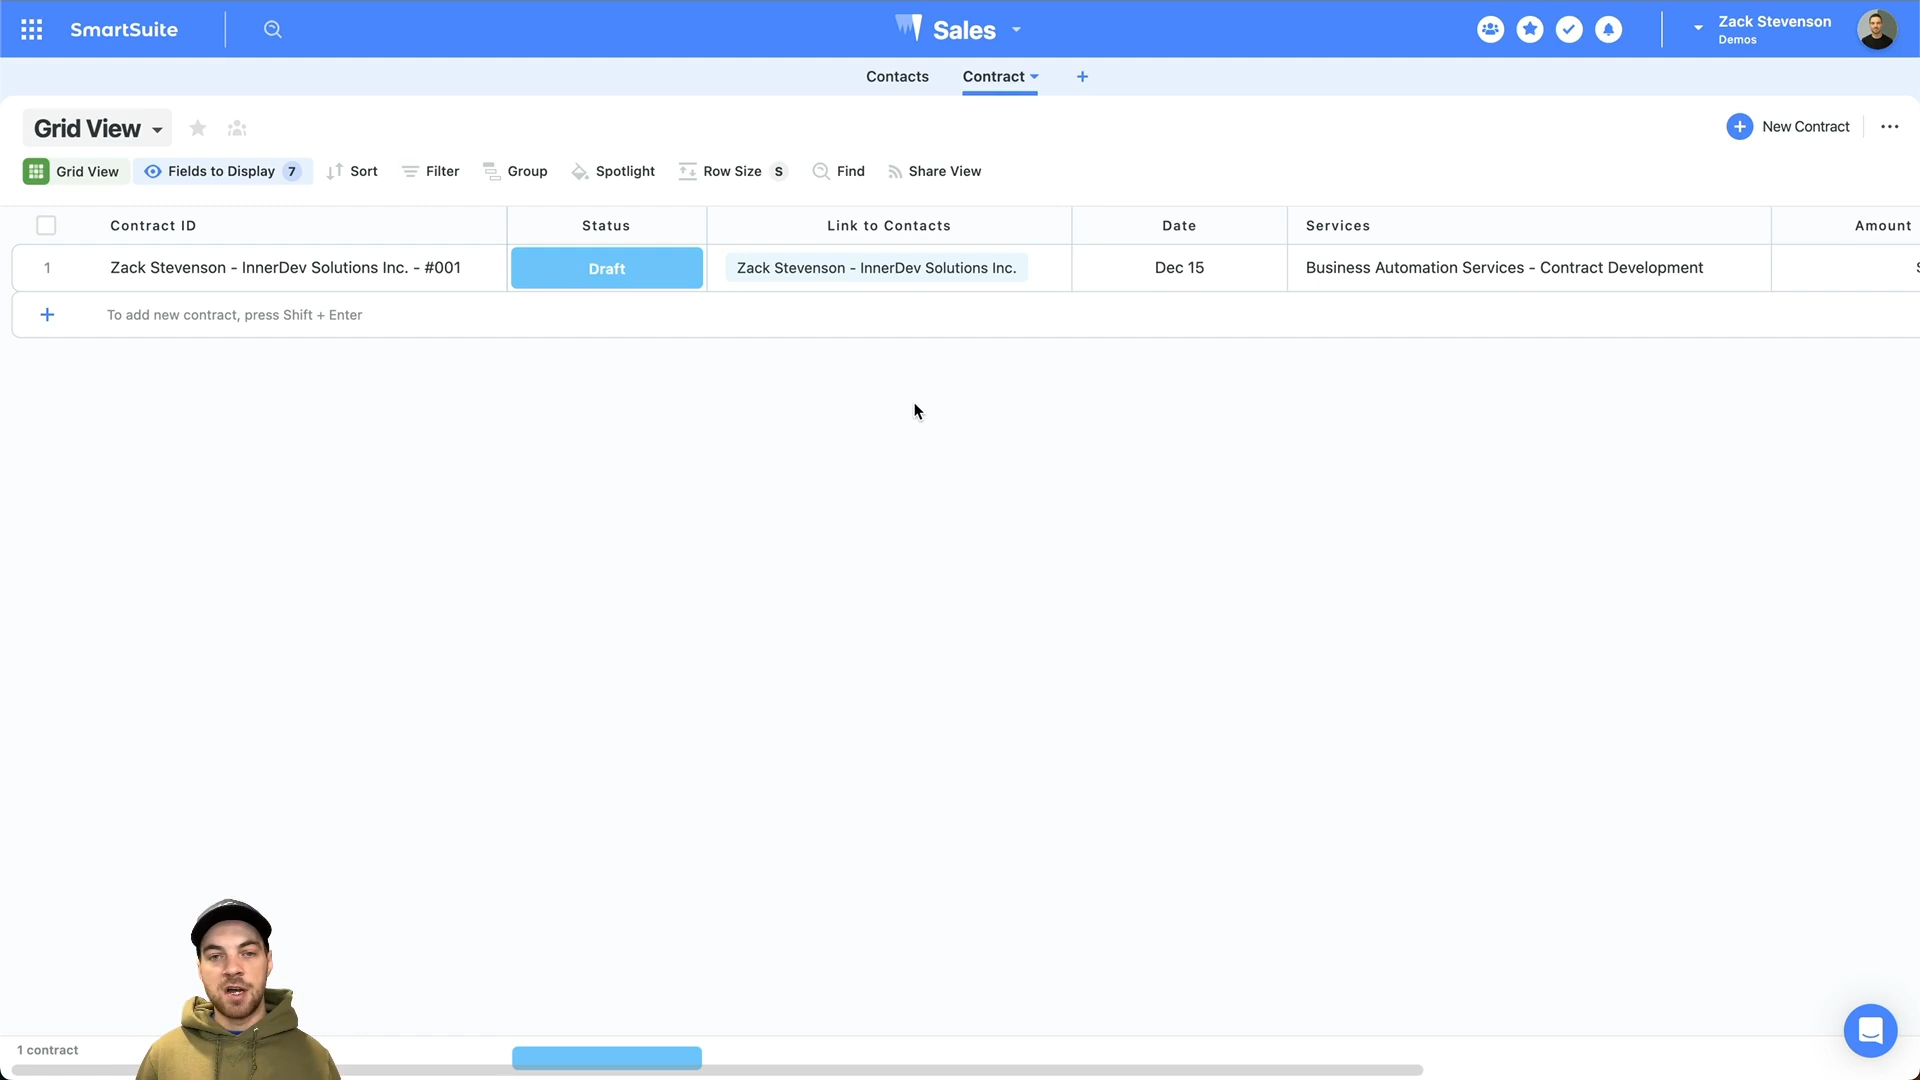 SmartSuite
Sales
Zack Stevenson
Demos
Contacts
Contract
+
Grid View
New Contract
Grid View
Fields to Display 7
Sort
Filter
Group
Spotlight
Row Size S
Find
Share View
Contract ID
Status
Link to Contacts
Date
Services
Amount
1
Zack Stevenson - InnerDev Solutions Inc. - #001
Draft
Zack Stevenson - InnerDev Solutions Inc.
Dec 15
Business Automation Services - Contract Development
+
To add new contract, press Shift + Enter
1 contract